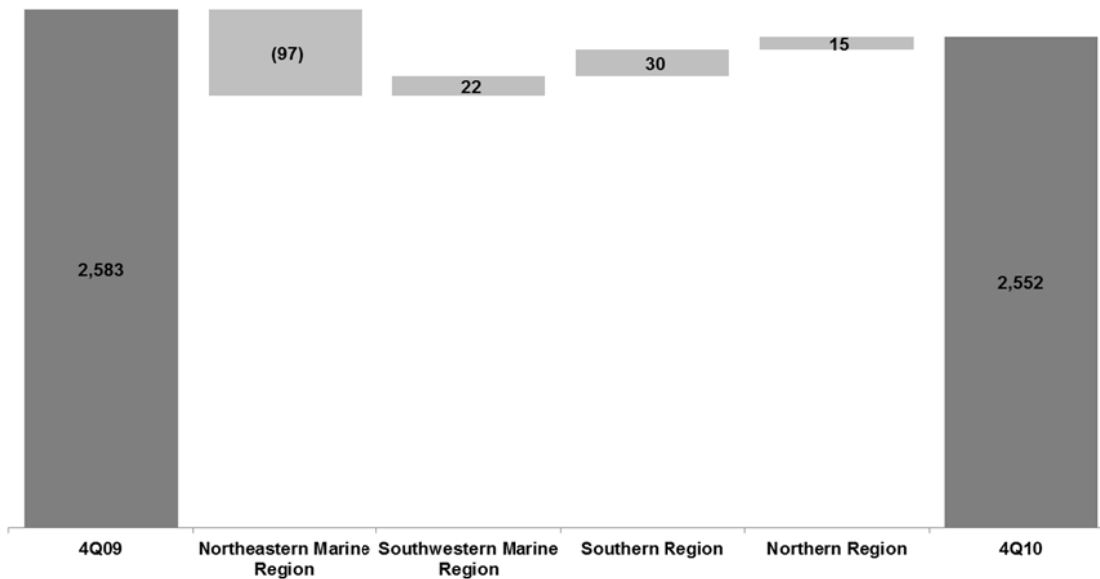 (97)
22
30
15
2,583
2,552
4Q09
Northeastern Marine
Region
Southwestern Marine
Region
Southern Region
Northern Region
4Q10